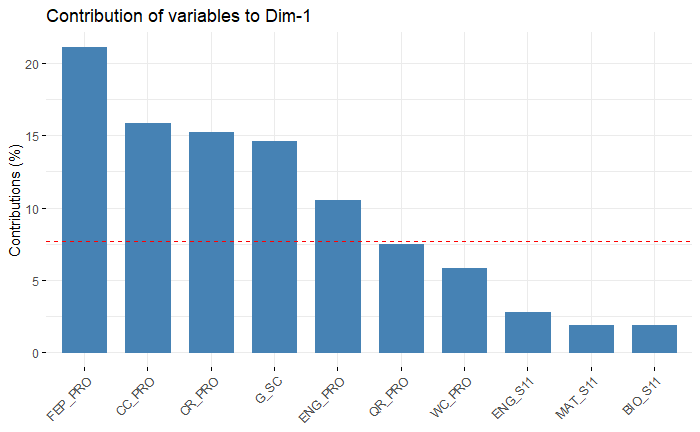 Contribution of variables to Dim-1
Contributions (%)
20
15
10
5
0
FEP_PRO
CC_PRO
CR_PRO
G_SC
ENG_PRO
QR_PRO
WC_PRO
ENG_S11
MAT_S11
BIO_S11